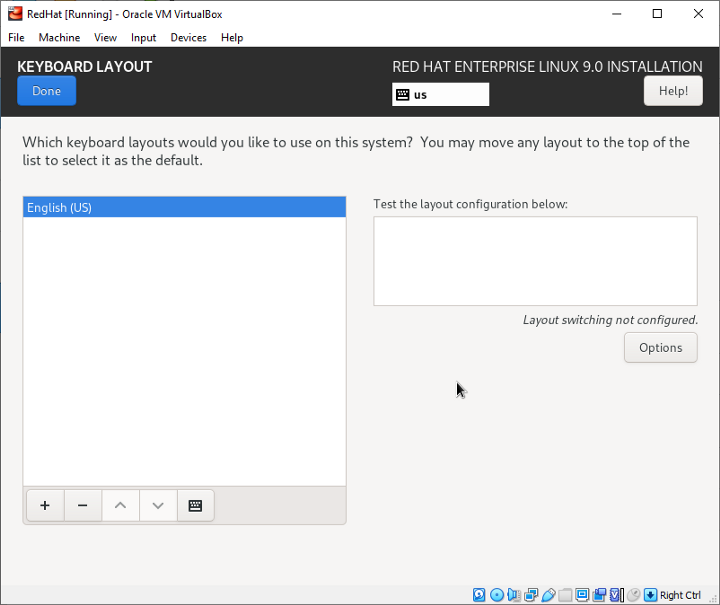 RedHat [Running] - Oracle VM VirtualBox
File Machine View Input Devices Help
KEYBOARD LAYOUT
RED HAT ENTERPRISE LINUX 9.0 INSTALLATION
Done
us
Help!
Which keyboard layouts would you like to use on this system? You may move any layout to the top of the
list to select it as the default.
English (US)
Test the layout configuration below:
Layout switching not configured.
Options
Right Ctrl